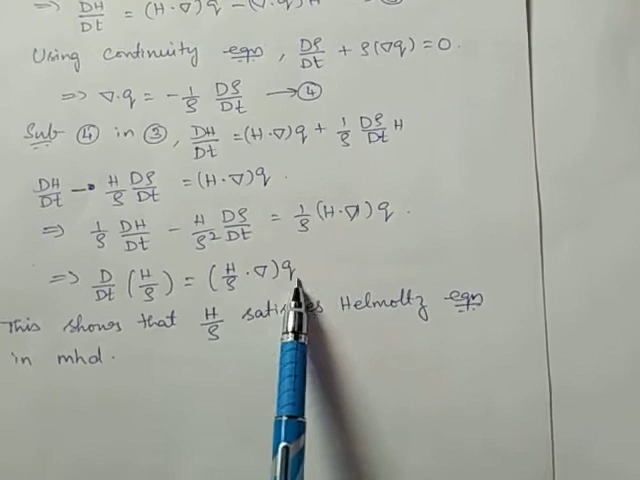 ⇒ DH/Dt = (H·∇)q − (∇·q)H
Using continuity eqn, Dρ/Dt + ρ(∇q) = 0.
⇒ ∇·q = −1/ρ Dρ/Dt → ④
Sub ④ in ③, DH/Dt = (H·∇)q + 1/ρ Dρ/Dt H
DH/Dt − H/ρ Dρ/Dt = (H·∇)q.
⇒ 1/ρ DH/Dt − H/ρ² Dρ/Dt = 1/ρ (H·∇)q.
⇒ D/Dt (H/ρ) = (H/ρ·∇)q
This shows that H/ρ satisfies Helmoltz eqn
in mhd.